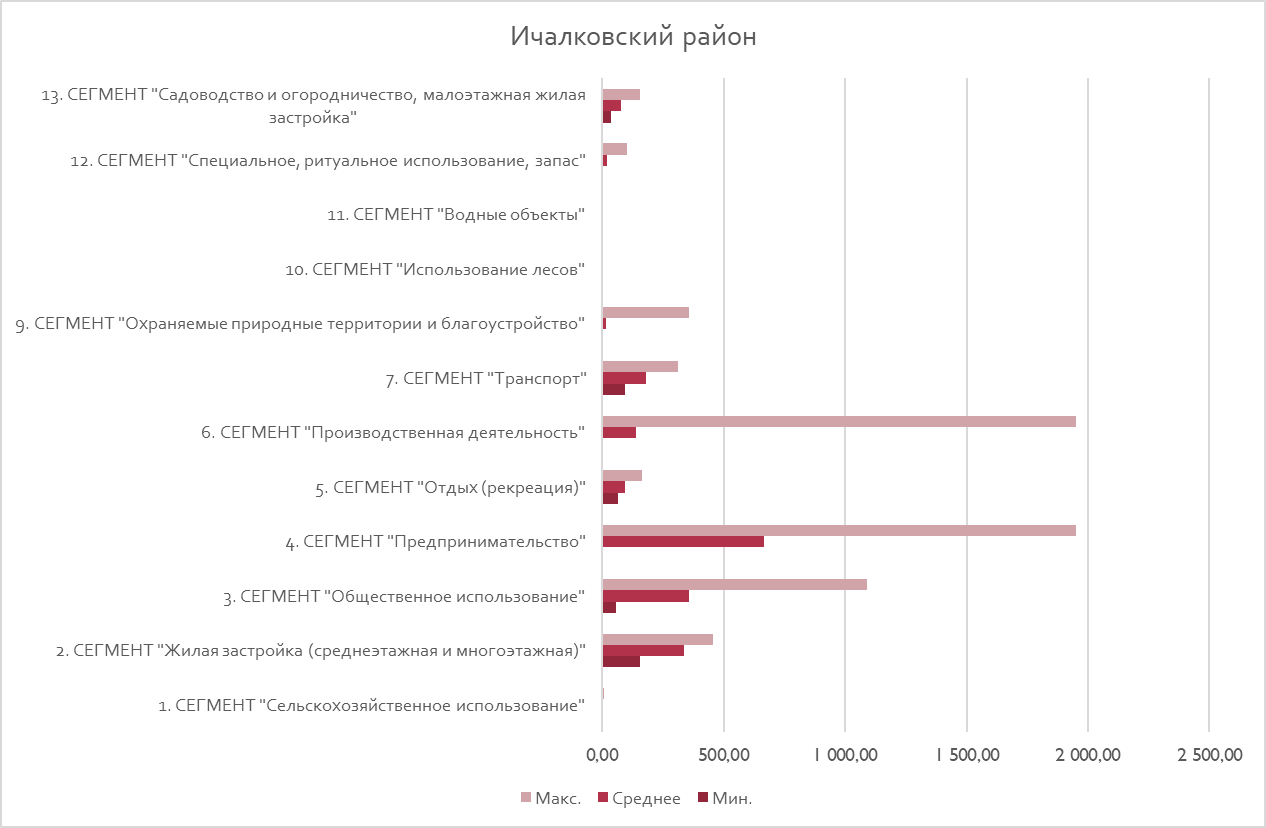 Ичалковский район
13. СЕГМЕНТ "Садоводство и огородничество, малоэтажная жилая
застройка"
12. СЕГМЕНТ "Специальное, ритуальное использование, запас"
11. СЕГМЕНТ "Водные объекты"
10. СЕГМЕНТ "Использование лесов"
9. СЕГМЕНТ "Охраняемые природные территории и благоустройство"
7. СЕГМЕНТ "Транспорт"
6. СЕГМЕНТ "Производственная деятельность"
5. СЕГМЕНТ "Отдых (рекреация)"
4. СЕГМЕНТ "Предпринимательство"
3. СЕГМЕНТ "Общественное использование"
2. СЕГМЕНТ "Жилая застройка (среднеэтажная и многоэтажная)"
1. СЕГМЕНТ "Сельскохозяйственное использование"
0,00 500,00 1 000,00 1 500,00 2 000,00 2 500,00
Макс. Среднее Мин.